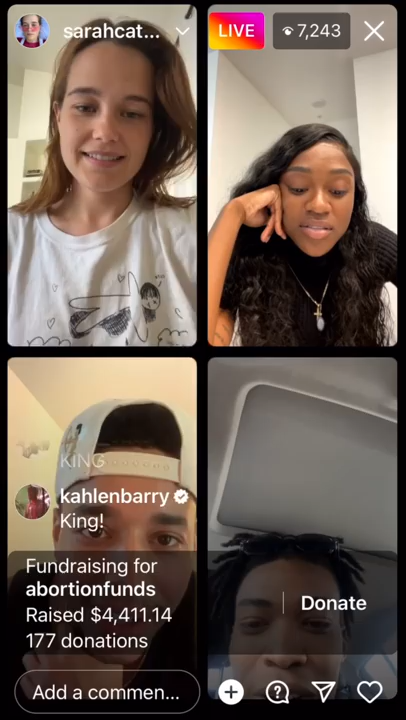 sarahcat...
LIVE
7,243
KING
kahlenbarry
King!
Fundraising for
abortionfunds
Raised $4,411.14
177 donations
Donate
Add a commen...